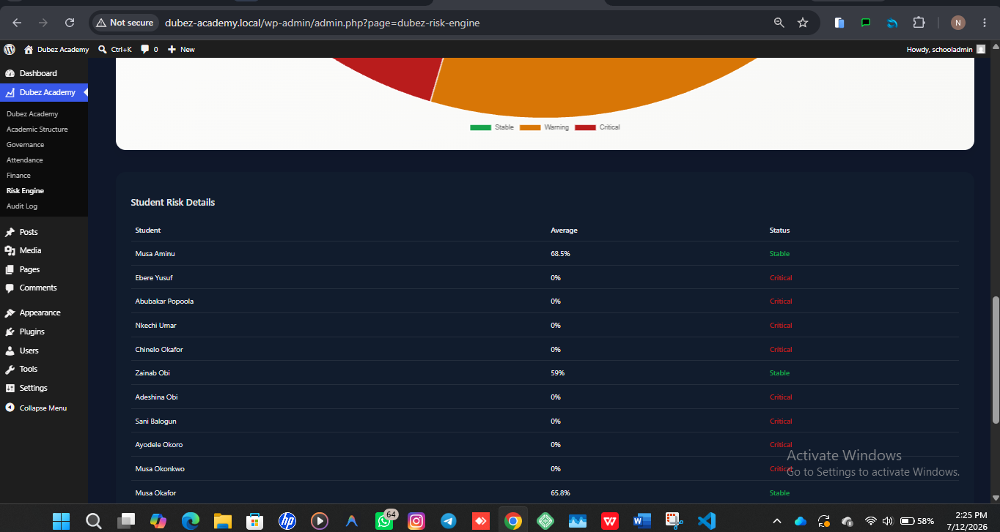 Not secure dubez-academy.local/wp-admin/admin.php?page=dubez-risk-engine N
Dubez Academy Ctrl+K 0 New Howdy, schooladmin
Dashboard
Dubez Academy
Dubez Academy
Academic Structure
Governance
Attendance
Finance
Risk Engine
Audit Log
Posts
Media
Pages
Comments
Appearance
Plugins
Users
Tools
Settings
Collapse Menu
Stable Warning Critical
Student Risk Details
Student Average Status
Musa Aminu 68.5% Stable
Ebere Yusuf 0% Critical
Abubakar Popoola 0% Critical
Nkechi Umar 0% Critical
Chinelo Okafor 0% Critical
Zainab Obi 59% Stable
Adeshina Obi 0% Critical
Sani Balogun 0% Critical
Ayodele Okoro 0% Critical
Musa Okonkwo 0% Critical
Musa Okafor 65.8% Stable
Activate Windows
Go to Settings to activate Windows.
64
58%
2:25 PM
7/12/2026